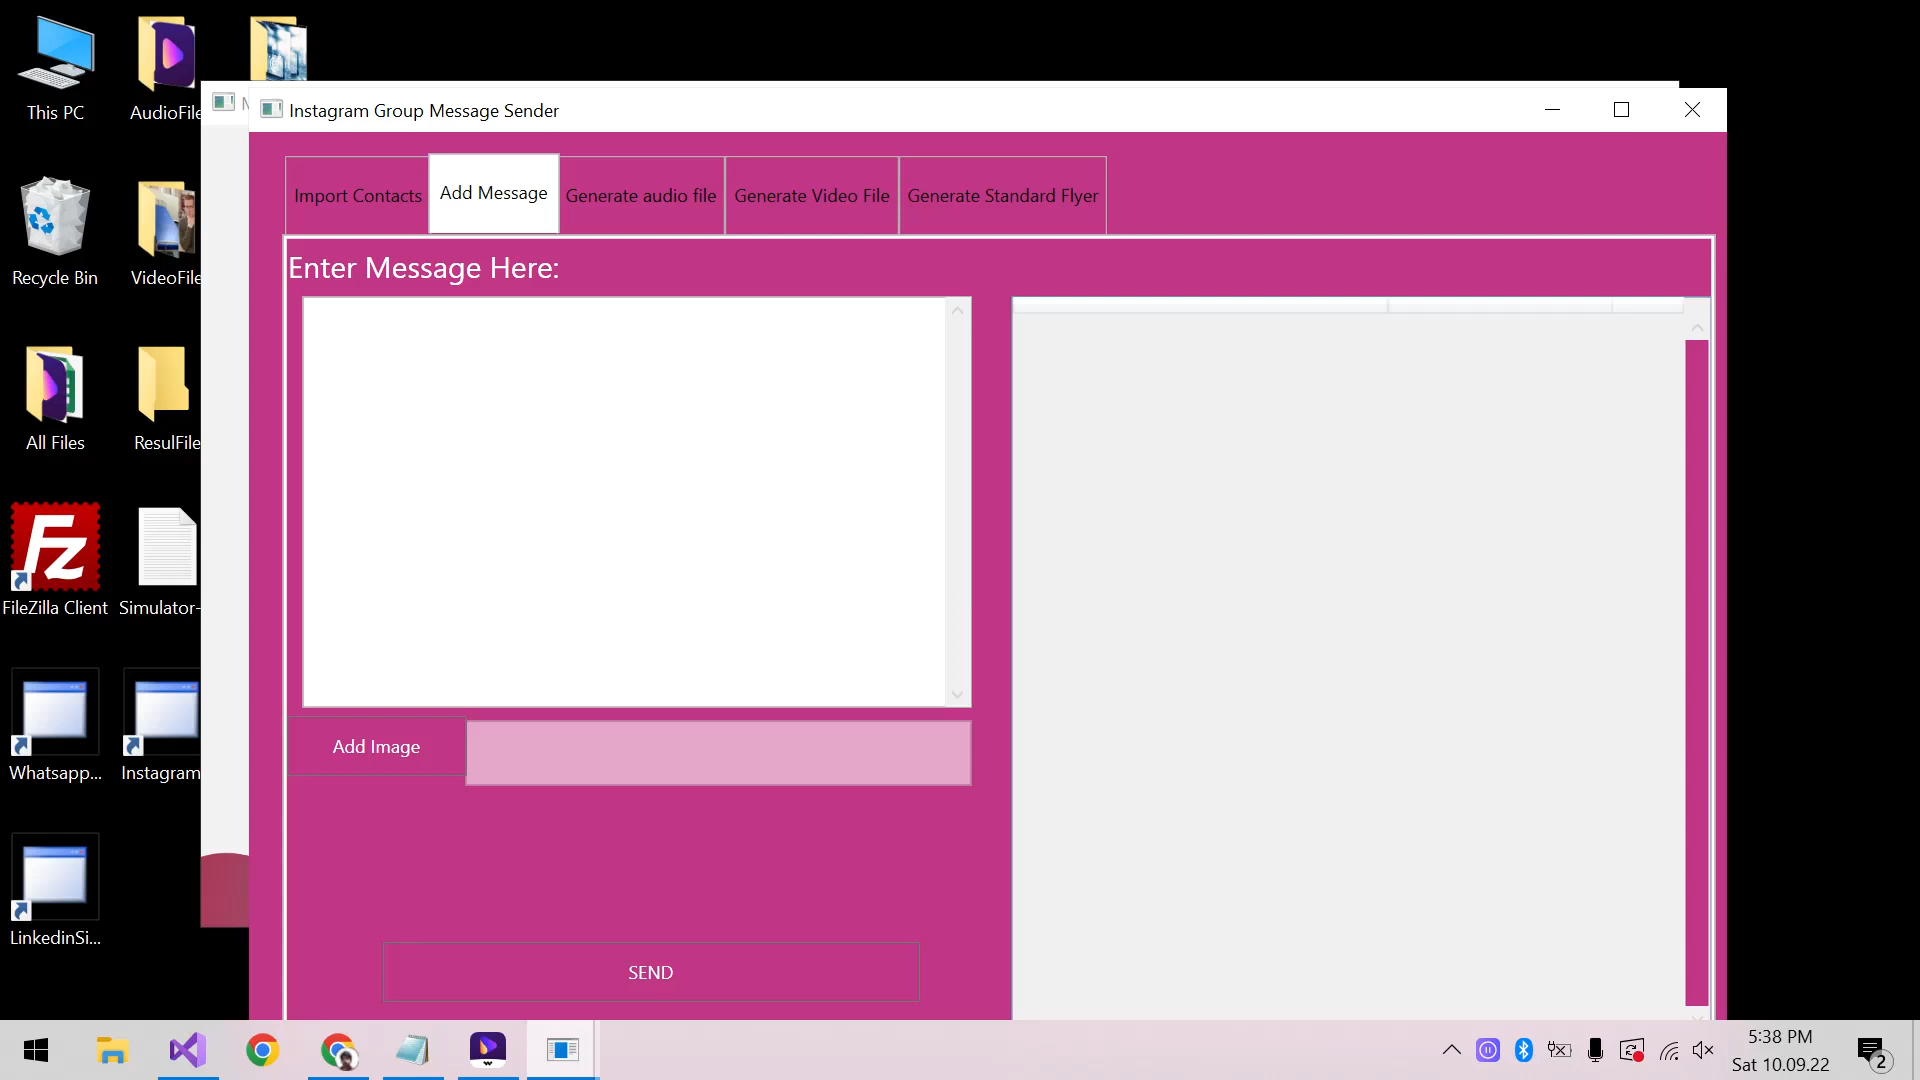 This PC
AudioFile
Recycle Bin
VideoFile
All Files
ResulFile
FileZilla Client
Simulator-
Whatsapp...
Instagram
LinkedinSi...
Instagram Group Message Sender
Import Contacts
Add Message
Generate audio file
Generate Video File
Generate Standard Flyer
Enter Message Here:
Add Image
SEND
5:38 PM
Sat 10.09.22
2